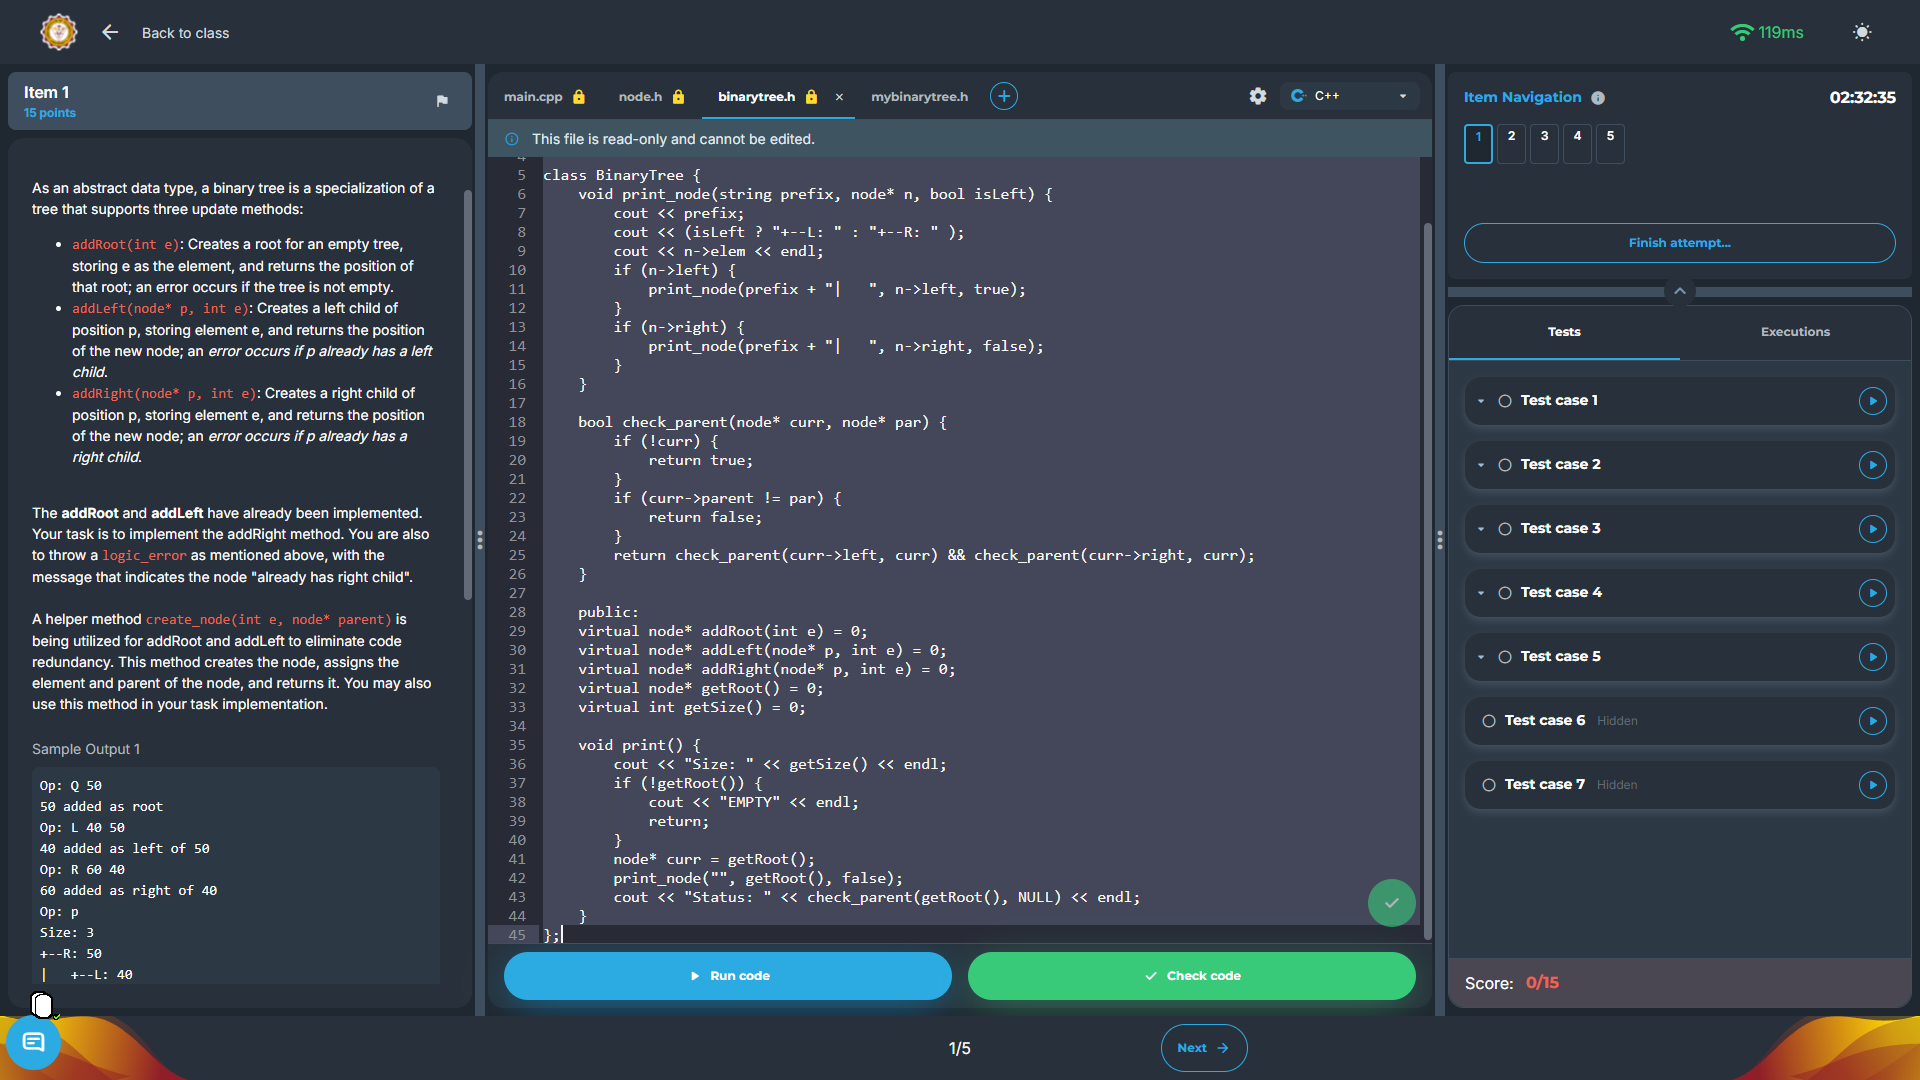 Back to class
119ms
Item 1
15 points
As an abstract data type, a binary tree is a specialization of a
tree that supports three update methods:
• addRoot(int e): Creates a root for an empty tree,
storing e as the element, and returns the position of
that root; an error occurs if the tree is not empty.
• addLeft(node* p, int e): Creates a left child of
position p, storing element e, and returns the position
of the new node; an error occurs if p already has a left
child.
• addRight(node* p, int e): Creates a right child of
position p, storing element e, and returns the position
of the new node; an error occurs if p already has a
right child.
The addRoot and addLeft have already been implemented.
Your task is to implement the addRight method. You are also
to throw a logic_error as mentioned above, with the
message that indicates the node "already has right child".
A helper method create_node(int e, node* parent) is
being utilized for addRoot and addLeft to eliminate code
redundancy. This method creates the node, assigns the
element and parent of the node, and returns it. You may also
use this method in your task implementation.
Sample Output 1
Op: Q 50
50 added as root
Op: L 40 50
40 added as left of 50
Op: R 60 40
60 added as right of 40
Op: p
Size: 3
+--R: 50
|   +--L: 40
main.cpp
node.h
binarytree.h ×
mybinarytree.h
C++
This file is read-only and cannot be edited.
4
5 class BinaryTree {
6     void print_node(string prefix, node* n, bool isLeft) {
7         cout << prefix;
8         cout << (isLeft ? "+--L: " : "+--R: " );
9         cout << n->elem << endl;
10         if (n->left) {
11             print_node(prefix + "|   ", n->left, true);
12         }
13         if (n->right) {
14             print_node(prefix + "|   ", n->right, false);
15         }
16     }
17
18     bool check_parent(node* curr, node* par) {
19         if (!curr) {
20             return true;
21         }
22         if (curr->parent != par) {
23             return false;
24         }
25         return check_parent(curr->left, curr) && check_parent(curr->right, curr);
26     }
27
28     public:
29     virtual node* addRoot(int e) = 0;
30     virtual node* addLeft(node* p, int e) = 0;
31     virtual node* addRight(node* p, int e) = 0;
32     virtual node* getRoot() = 0;
33     virtual int getSize() = 0;
34
35     void print() {
36         cout << "Size: " << getSize() << endl;
37         if (!getRoot()) {
38             cout << "EMPTY" << endl;
39             return;
40         }
41         node* curr = getRoot();
42         print_node("", getRoot(), false);
43         cout << "Status: " << check_parent(getRoot(), NULL) << endl;
44     }
45 };
Run code
Check code
Item Navigation
02:32:35
1 2 3 4 5
Finish attempt...
Tests
Executions
Test case 1
Test case 2
Test case 3
Test case 4
Test case 5
Test case 6 Hidden
Test case 7 Hidden
Score: 0/15
1/5
Next